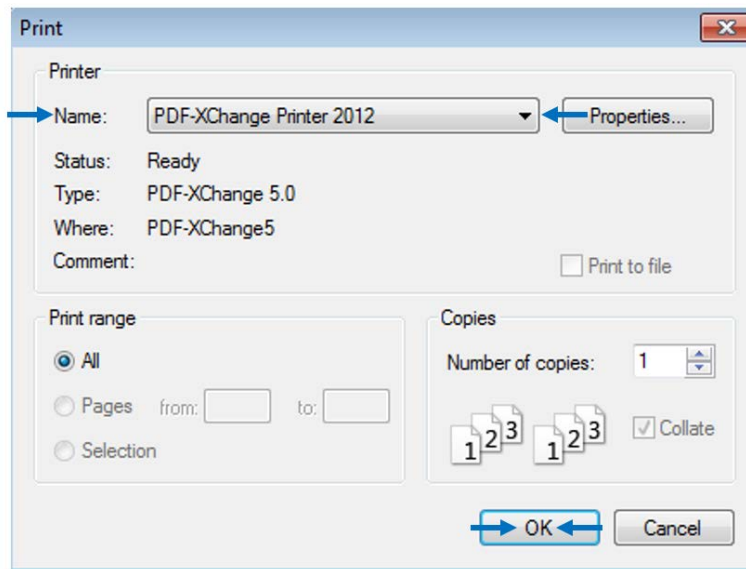 Print
Printer
Name: PDF-XChange Printer 2012 Properties...
Status: Ready
Type: PDF-XChange 5.0
Where: PDF-XChange5
Comment: Print to file
Print range
All
Pages from: to:
Selection
Copies
Number of copies: 1
1 2 3 1 2 3 Collate
OK Cancel